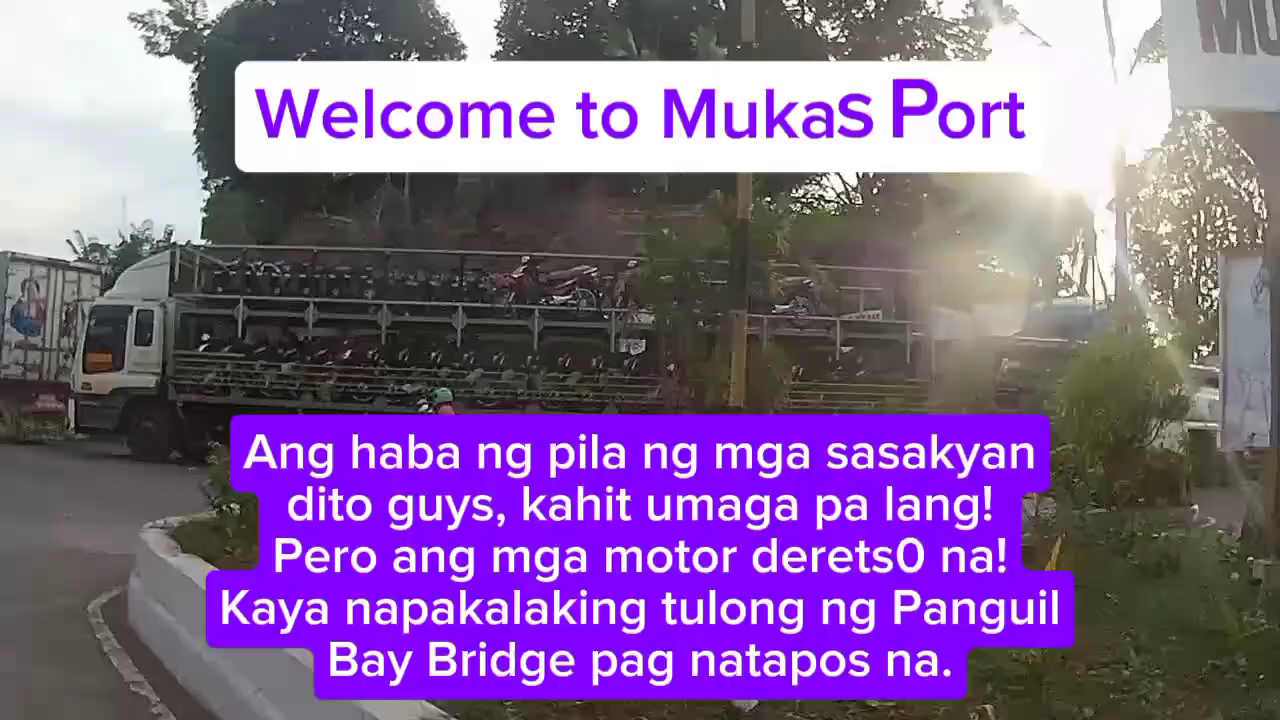 Welcome to Mukas Port
MU
Ang haba ng pila ng mga sasakyan
dito guys, kahit umaga pa lang!
Pero ang mga motor derets0 na!
Kaya napakalaking tulong ng Panguil
Bay Bridge pag natapos na.